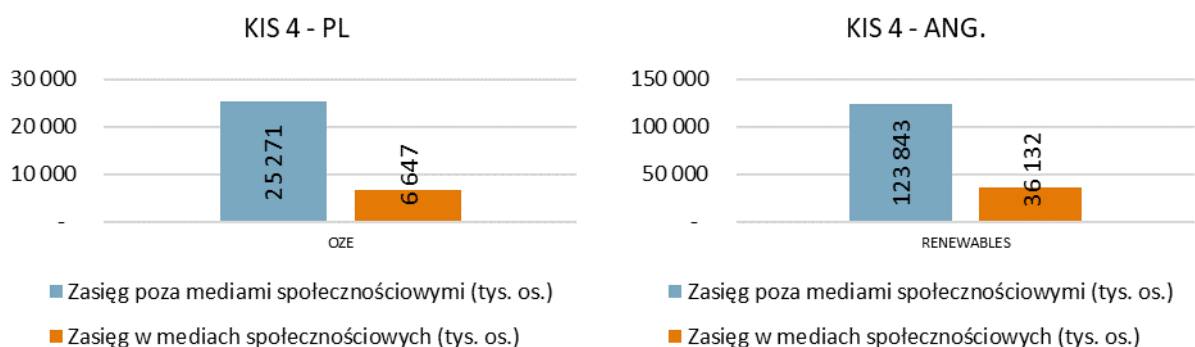 KIS 4 - PL
30 000
20 000
10 000
-
25 271
6 647
OZE
Zasięg poza mediami społecznościowymi (tys. os.)
Zasięg w mediach społecznościowych (tys. os.)
KIS 4 - ANG.
150 000
100 000
50 000
-
123 843
36 132
RENEWABLES
Zasięg poza mediami społecznościowymi (tys. os.)
Zasięg w mediach społecznościowych (tys. os.)